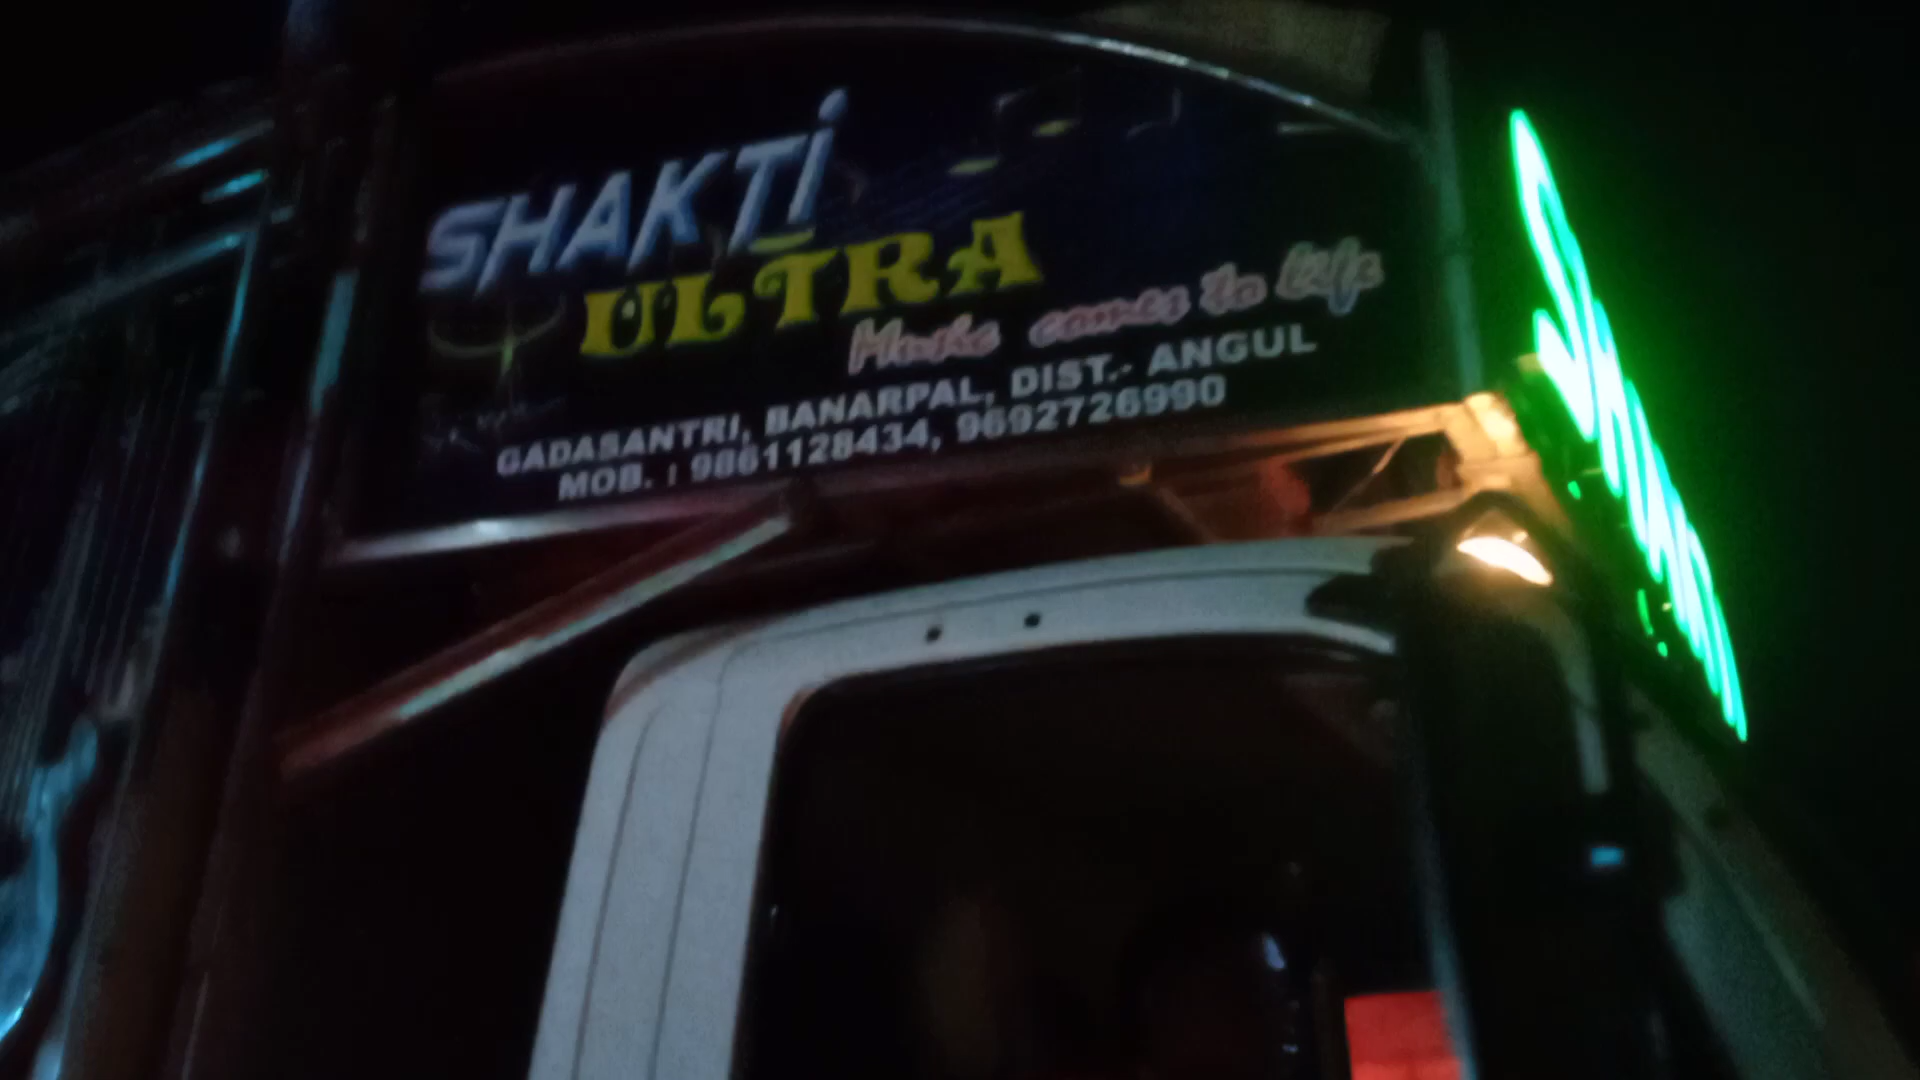 SHAKTi
ULTRA
Music comes to life
GADASANTRI, BANARPAL, DIST.- ANGUL
MOB. : 9861128434, 9692726990